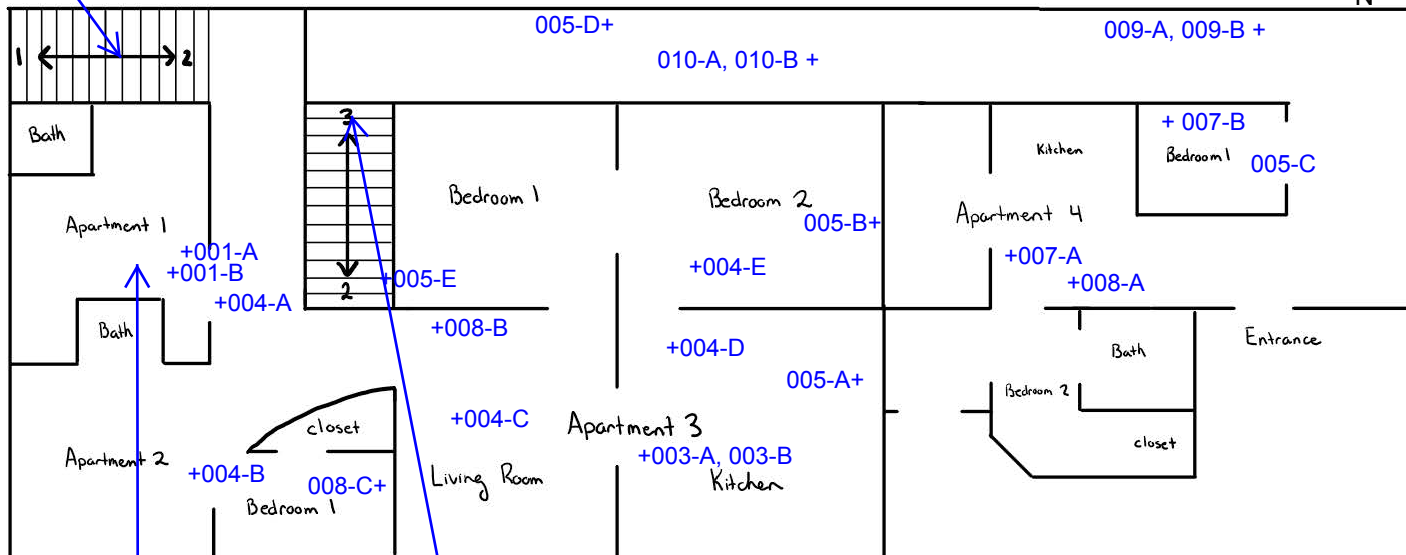 N
005-D+
009-A, 009-B +
010-A, 010-B +
1
2
3
+ 007-B
Bath
Kitchen
Bedroom 1
005-C
Bedroom 1
Bedroom 2
Apartment 4
Apartment 1
005-B+
+001-A
+007-A
+001-B
+004-E
+005-E
+008-A
2
+004-A
Bath
+008-B
Entrance
+004-D
Bath
005-A+
Bedroom 2
+004-C
closet
Apartment 3
closet
Apartment 2
+003-A, 003-B
+004-B
008-C+
Living Room
Kitchen
Bedroom 1